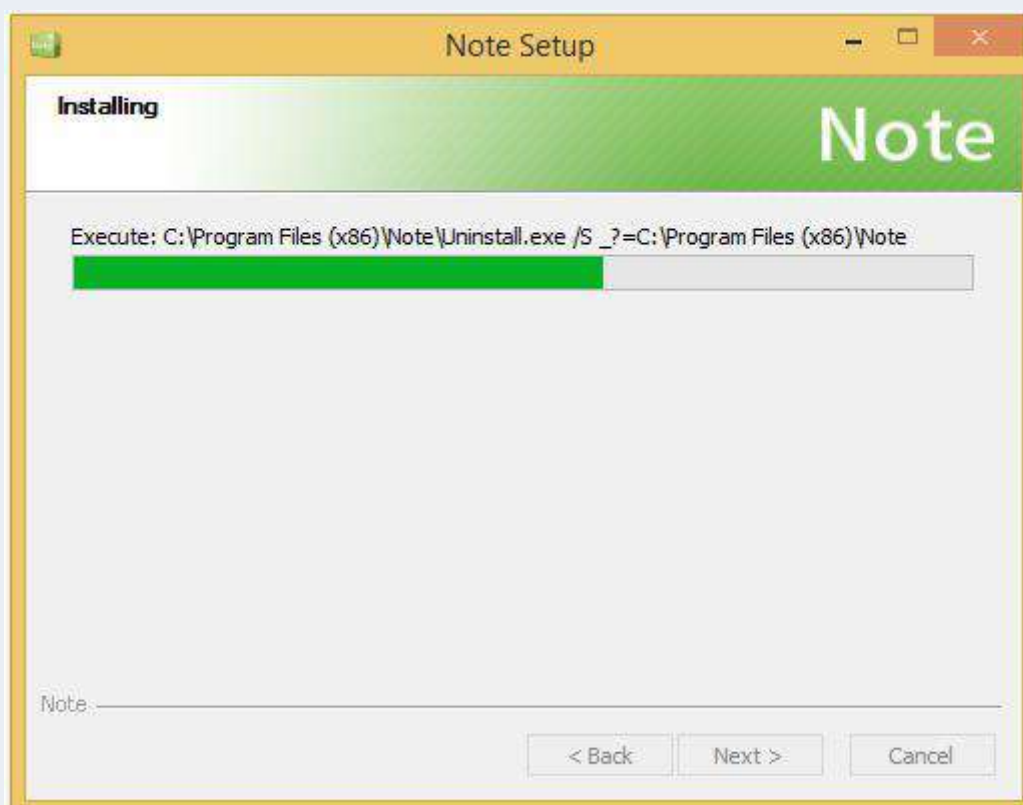 Note Setup
Installing
Note
Execute: C:\Program Files (x86)\Note\Uninstall.exe /S _?=C:\Program Files (x86)\Note
Note
< Back
Next >
Cancel